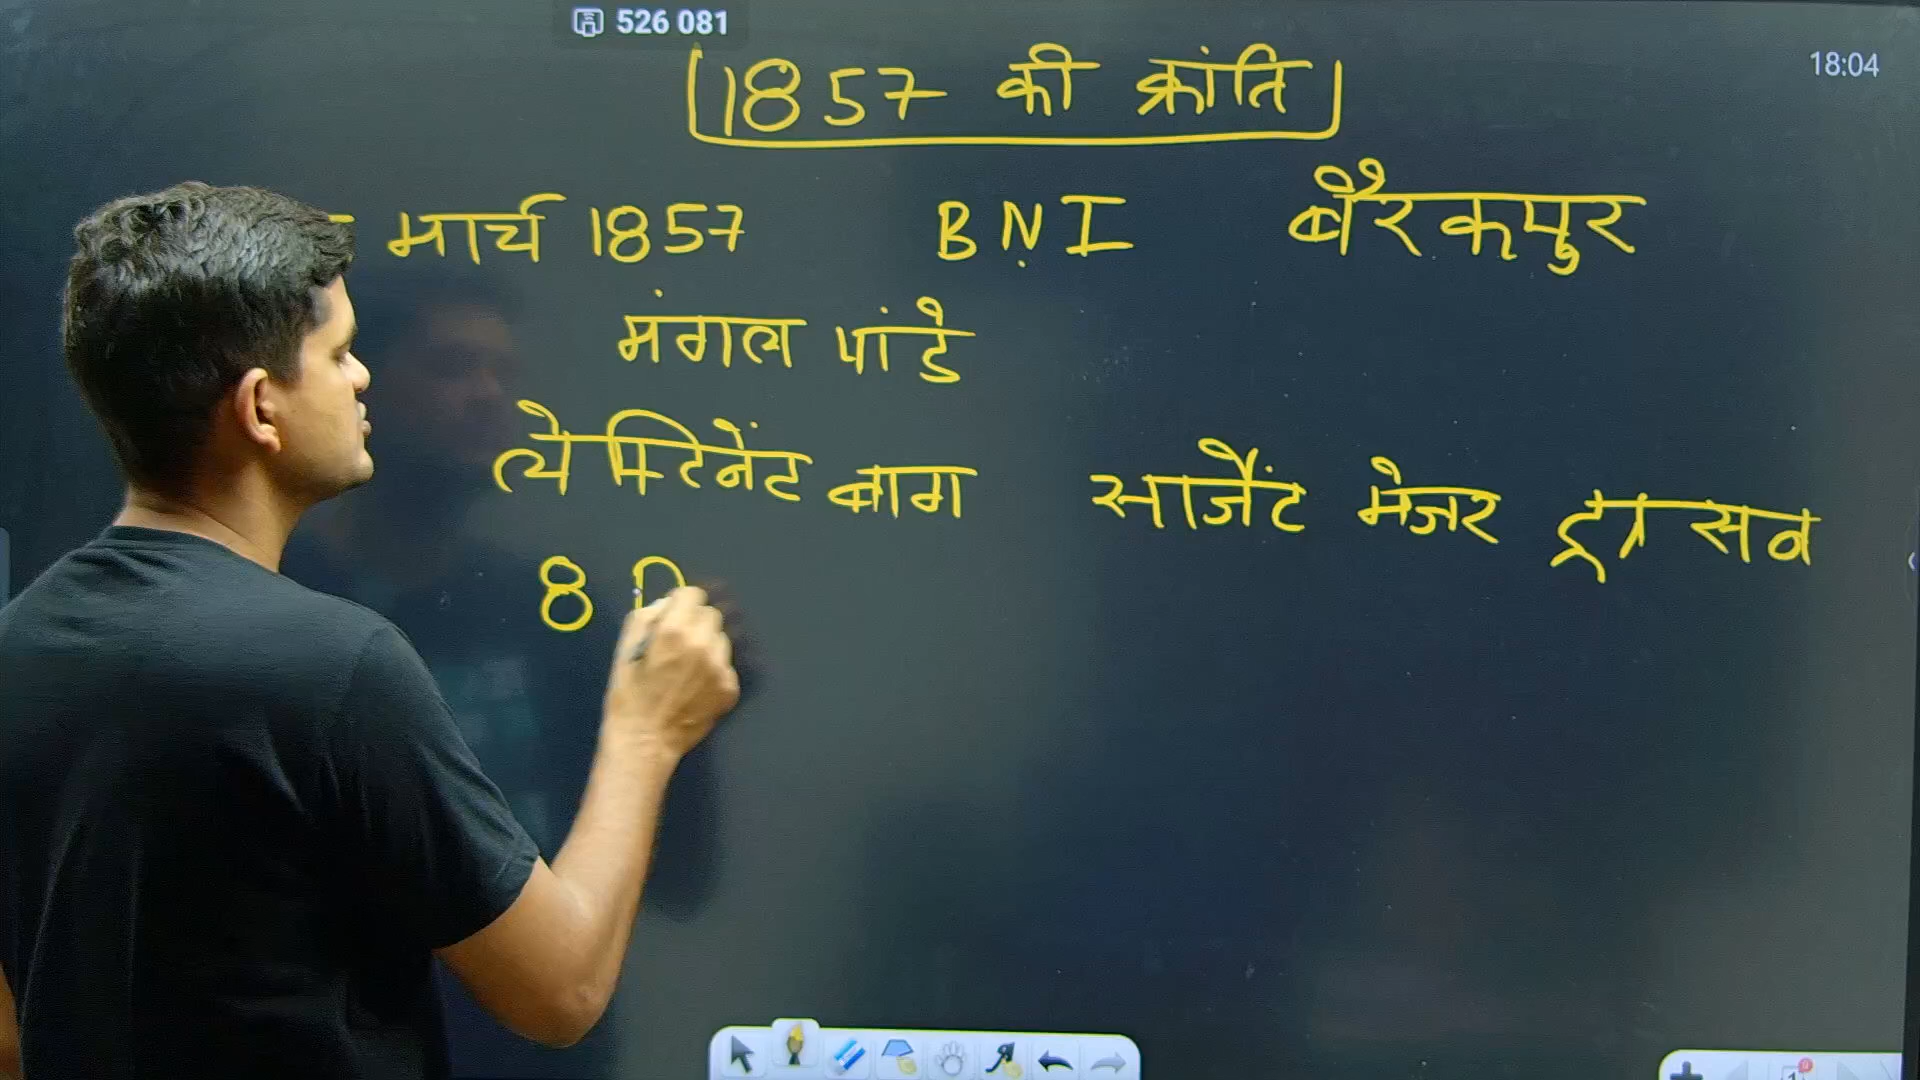 526 081
18:04
1857 की क्रांति
मार्च 1857 BNI बैरकपुर
मंगल पांडे
लेफ्टिनेंट बाग सार्जेंट मेजर ह्यूसन
8